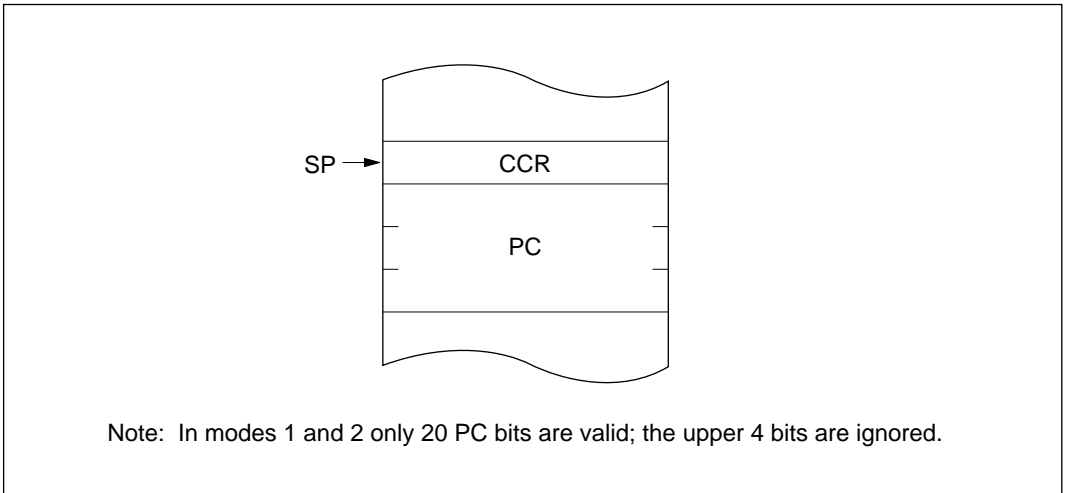 SP
CCR
PC
Note: In modes 1 and 2 only 20 PC bits are valid; the upper 4 bits are ignored.